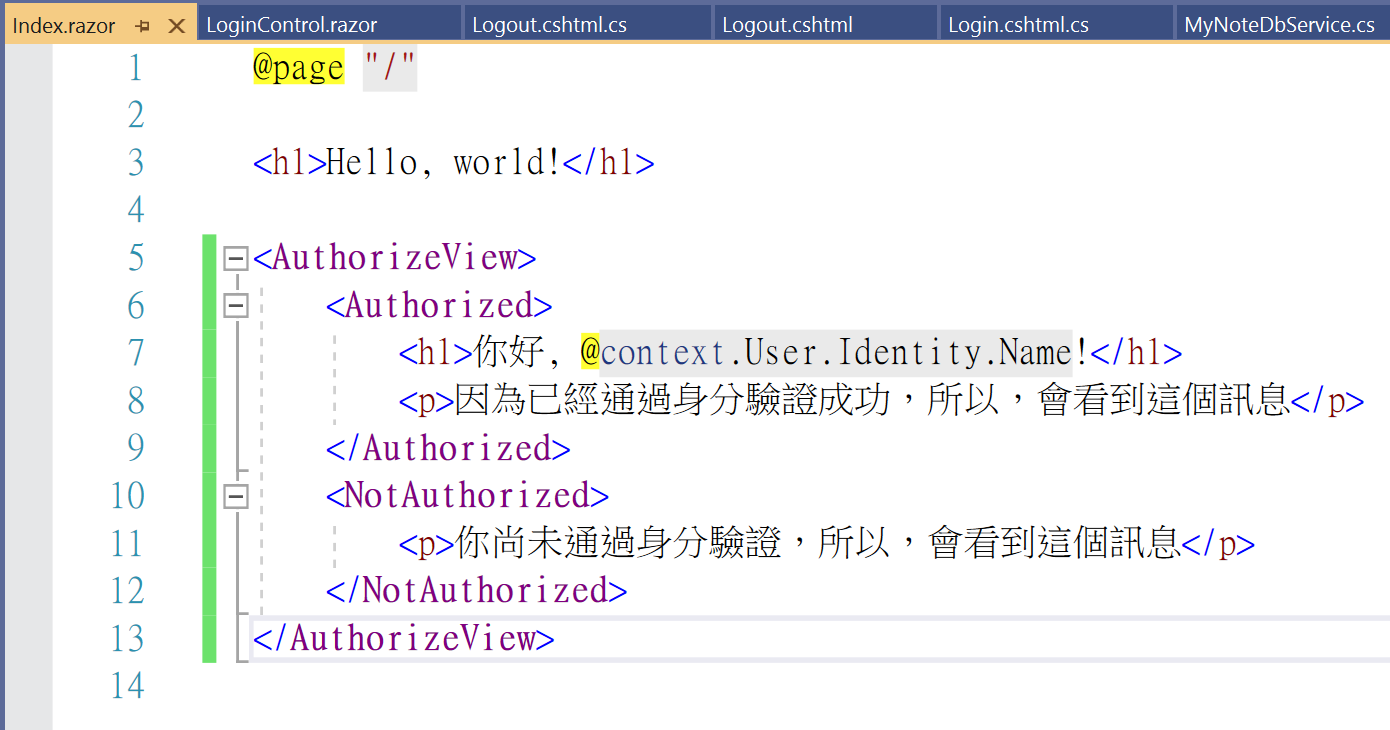 Index.razor LoginControl.razor Logout.cshtml.cs Logout.cshtml Login.cshtml.cs MyNoteDbService.cs
1 @page "/"
2
3 <h1>Hello, world!</h1>
4
5 <AuthorizeView>
6 <Authorized>
7 <h1>你好, @context.User.Identity.Name!</h1>
8 <p>因為已經通過身分驗證成功，所以，會看到這個訊息</p>
9 </Authorized>
10 <NotAuthorized>
11 <p>你尚未通過身分驗證，所以，會看到這個訊息</p>
12 </NotAuthorized>
13 </AuthorizeView>
14